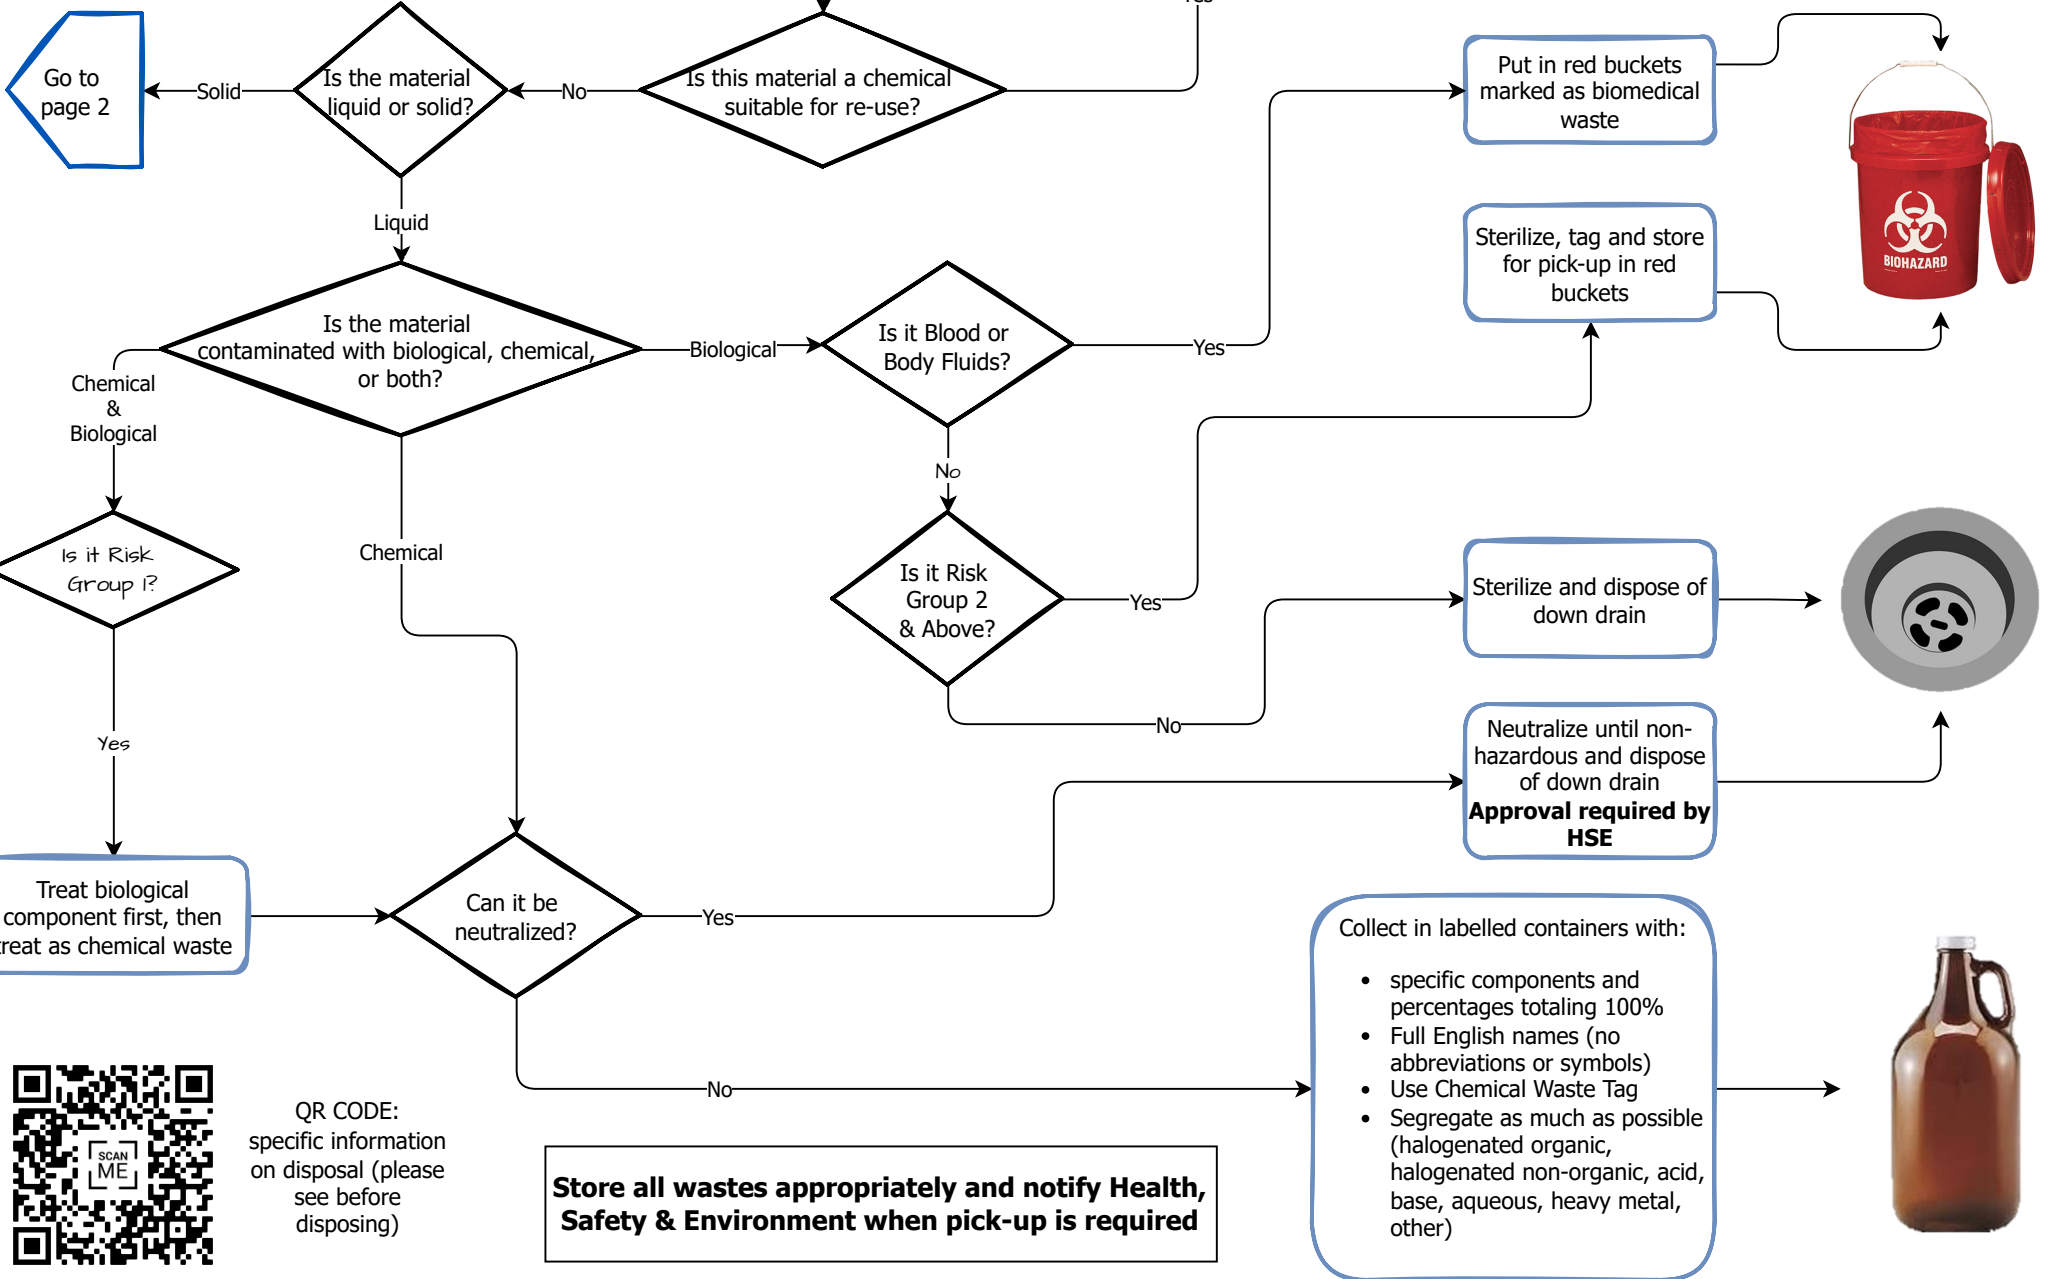 Yes
Go to
page 2
Solid
Is the material
liquid or solid?
No
Is this material a chemical
suitable for re-use?
Put in red buckets
marked as biomedical
waste
Liquid
Sterilize, tag and store
for pick-up in red
buckets
BIOHAZARD
Is the material
contaminated with biological, chemical,
or both?
Biological
Is it Blood or
Body Fluids?
Yes
Chemical
&
Biological
No
Is it Risk
Group 1?
Chemical
Is it Risk
Group 2
& Above?
Yes
Sterilize and dispose of
down drain
No
Yes
Neutralize until non-
hazardous and dispose
of down drain
Approval required by
HSE
Treat biological
component first, then
treat as chemical waste
Can it be
neutralized?
Yes
Collect in labelled containers with:
• specific components and
percentages totaling 100%
• Full English names (no
abbreviations or symbols)
• Use Chemical Waste Tag
• Segregate as much as possible
(halogenated organic,
halogenated non-organic, acid,
base, aqueous, heavy metal,
other)
No
SCAN
ME
QR CODE:
specific information
on disposal (please
see before
disposing)
Store all wastes appropriately and notify Health,
Safety & Environment when pick-up is required